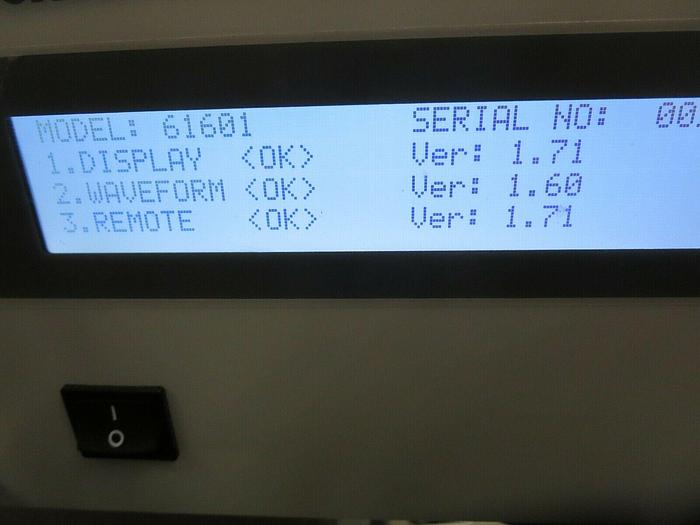 MODEL: 61601 SERIAL NO: 00
1.DISPLAY <OK> Ver: 1.71
2.WAVEFORM <OK> Ver: 1.60
3.REMOTE <OK> Ver: 1.71
I
O